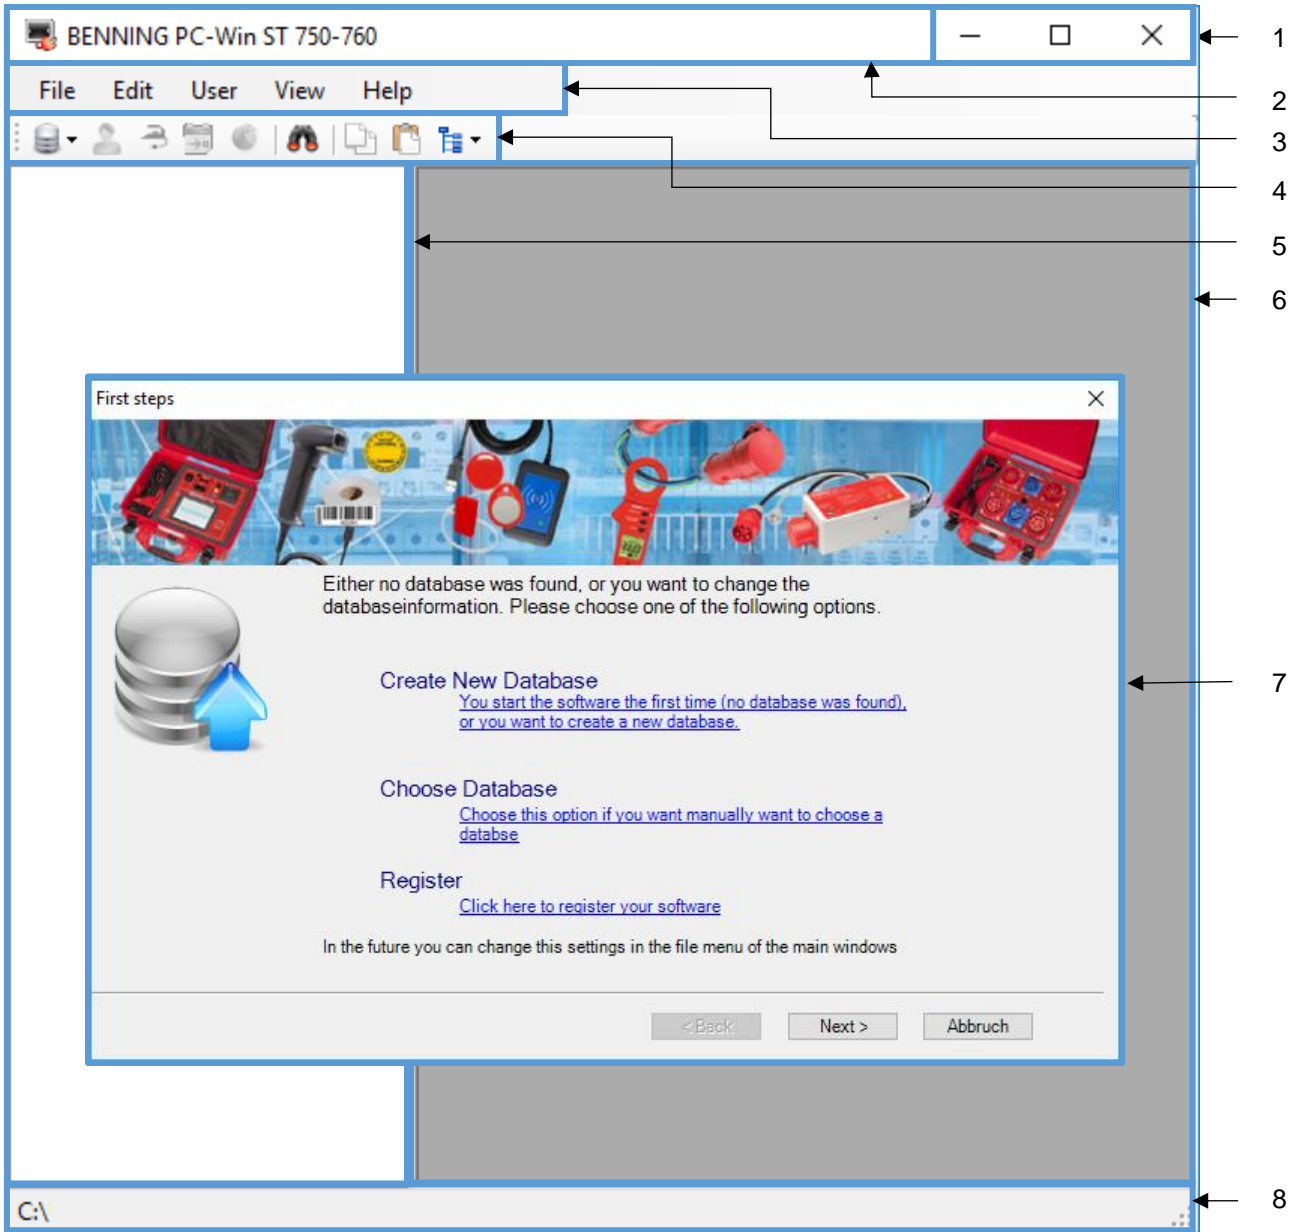 BENNING PC-Win ST 750-760
1
2
File Edit User View Help
3
4
5
6
First steps
Either no database was found, or you want to change the
databaseinformation. Please choose one of the following options.
Create New Database
You start the software the first time (no database was found),
or you want to create a new database.
7
Choose Database
Choose this option if you want manually want to choose a
databse
Register
Click here to register your software
In the future you can change this settings in the file menu of the main windows
< Back Next > Abbruch
C:\
8